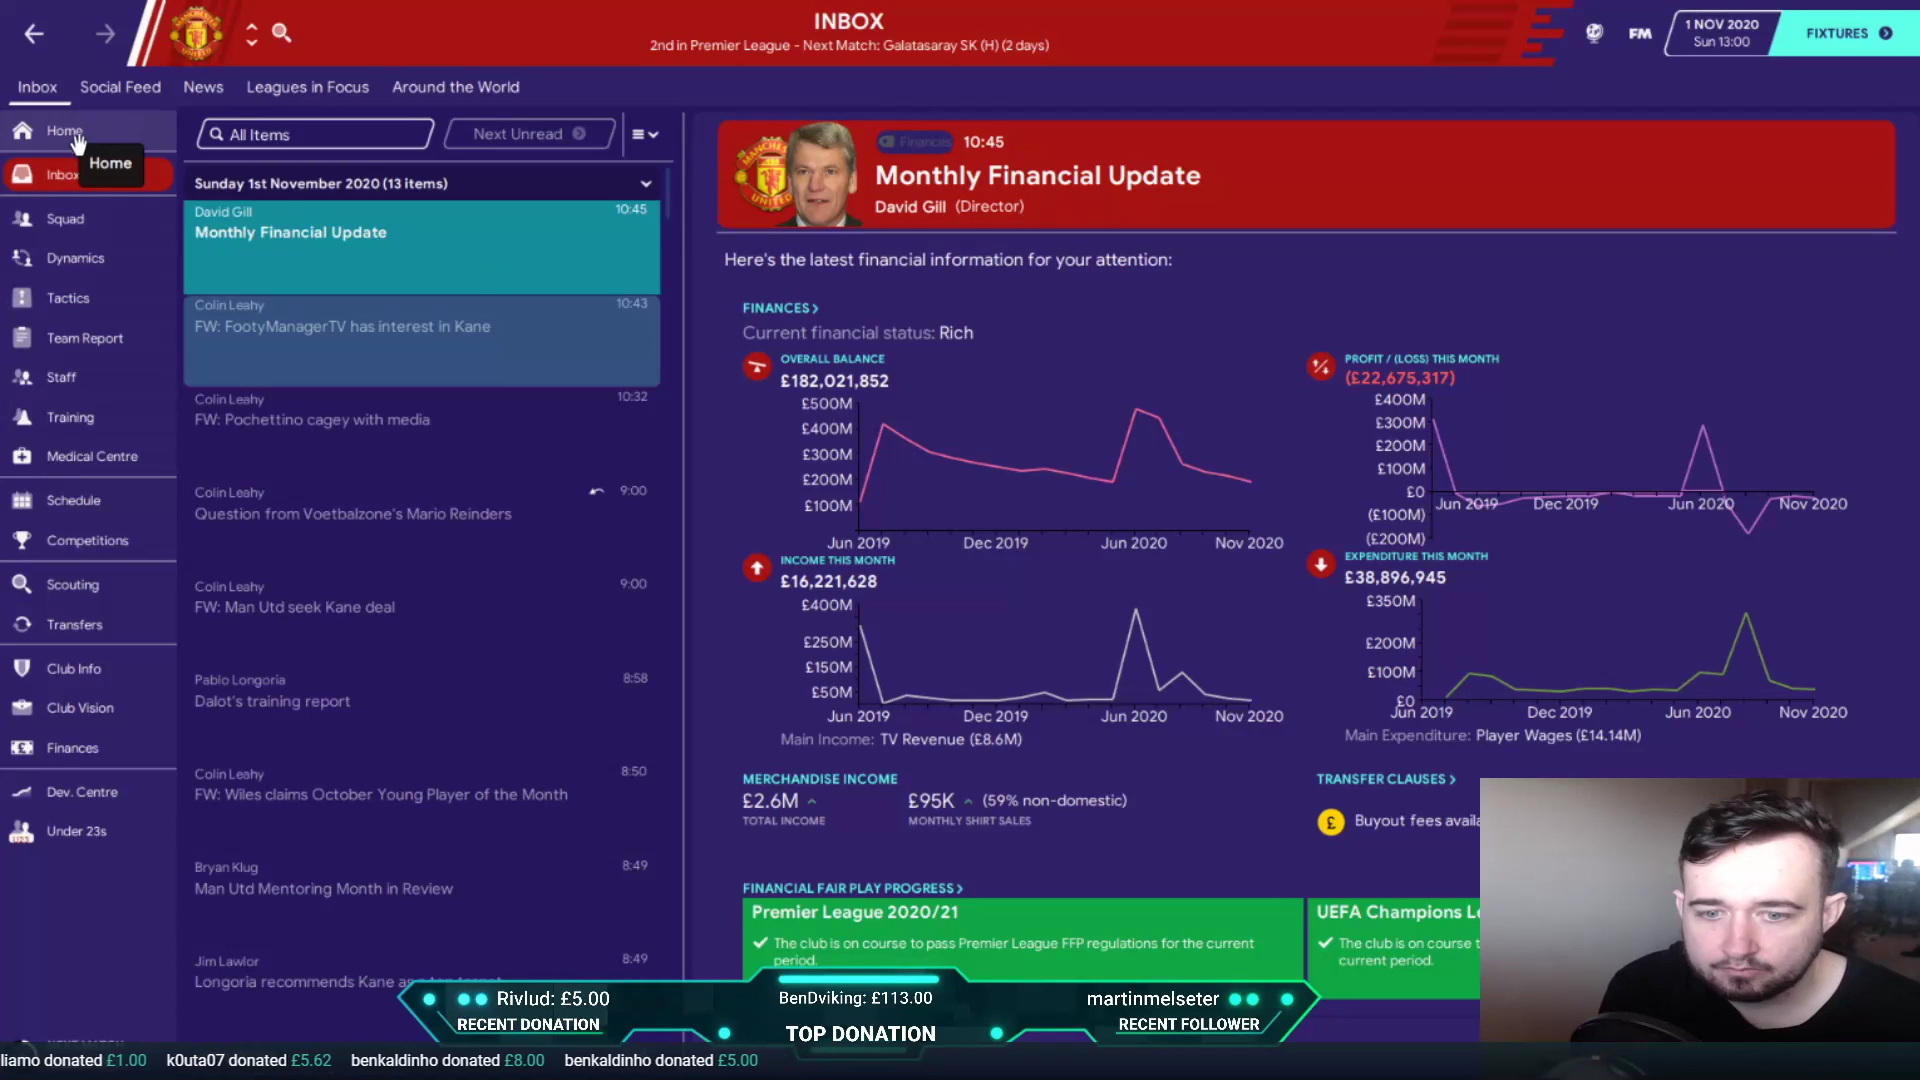 INBOX
2nd in Premier League - Next Match: Galatasaray SK (H) (2 days)
FM
1 NOV 2020
Sun 13:00
FIXTURES
Inbox
Social Feed
News
Leagues in Focus
Around the World
Home
Home
Inbox
Squad
Dynamics
Tactics
Team Report
Staff
Training
Medical Centre
Schedule
Competitions
Scouting
Transfers
Club Info
Club Vision
Finances
Dev. Centre
Under 23s
All Items
Next Unread
Sunday 1st November 2020 (13 items)
David Gill 10:45
Monthly Financial Update
Colin Leahy 10:43
FW: FootyManagerTV has interest in Kane
Colin Leahy 10:32
FW: Pochettino cagey with media
Colin Leahy 9:00
Question from Voetbalzone's Mario Reinders
Colin Leahy 9:00
FW: Man Utd seek Kane deal
Pablo Longoria 8:58
Dalot's training report
Colin Leahy 8:50
FW: Wiles claims October Young Player of the Month
Bryan Klug 8:49
Man Utd Mentoring Month in Review
Jim Lawlor 8:49
Longoria recommends Kane as
Finances 10:45
Monthly Financial Update
David Gill (Director)
Here's the latest financial information for your attention:
FINANCES >
Current financial status: Rich
OVERALL BALANCE
£182,021,852
£500M
£400M
£300M
£200M
£100M
Jun 2019 Dec 2019 Jun 2020 Nov 2020
PROFIT / (LOSS) THIS MONTH
(£22,675,317)
£400M
£300M
£200M
£100M
£0
(£100M)
(£200M)
Jun 2019 Dec 2019 Jun 2020 Nov 2020
INCOME THIS MONTH
£16,221,628
£400M
£250M
£150M
£50M
Jun 2019 Dec 2019 Jun 2020 Nov 2020
Main Income: TV Revenue (£8.6M)
EXPENDITURE THIS MONTH
£38,896,945
£350M
£200M
£100M
£0
Jun 2019 Dec 2019 Jun 2020 Nov 2020
Main Expenditure: Player Wages (£14.14M)
MERCHANDISE INCOME
£2.6M
TOTAL INCOME
£95K (59% non-domestic)
MONTHLY SHIRT SALES
TRANSFER CLAUSES >
£ Buyout fees availa
FINANCIAL FAIR PLAY PROGRESS >
Premier League 2020/21
The club is on course to pass Premier League FFP regulations for the current
period.
UEFA Champions Le
The club is on course t
current period.
Rivlud: £5.00
RECENT DONATION
BenDviking: £113.00
TOP DONATION
martinmelseter
RECENT FOLLOWER
liamo donated £1.00 k0uta07 donated £5.62 benkaldinho donated £8.00 benkaldinho donated £5.00